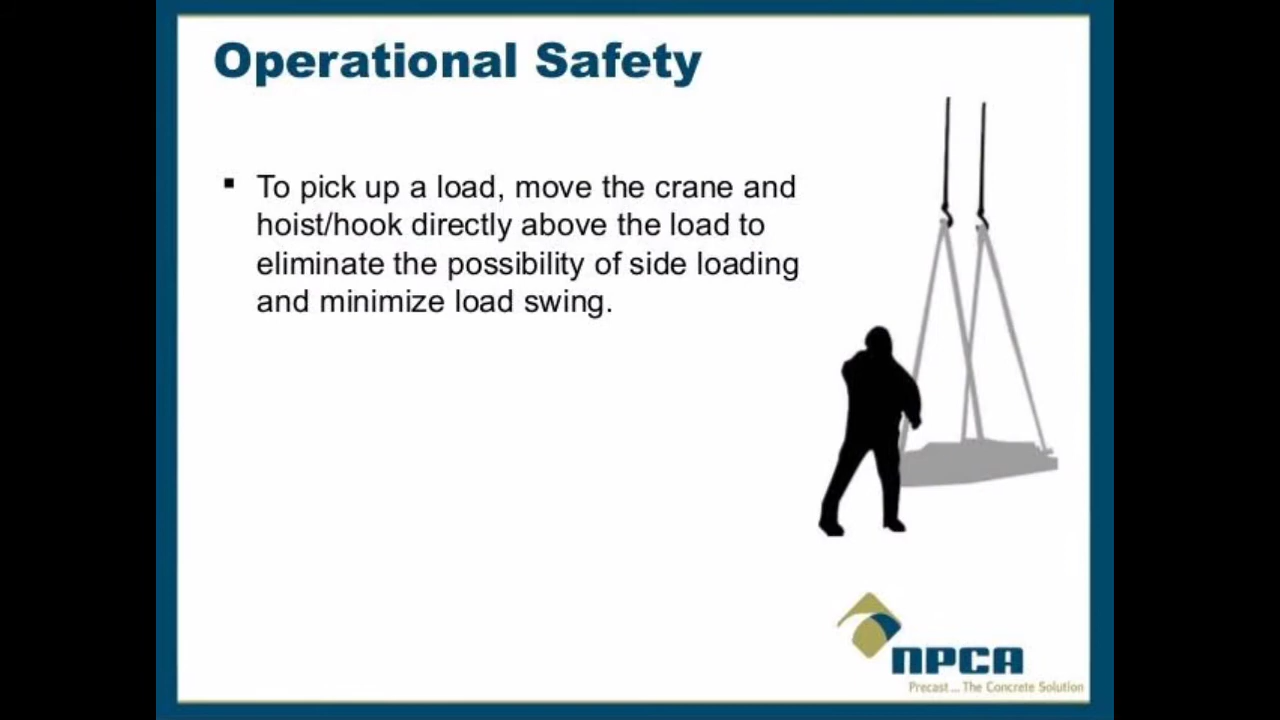 Operational Safety
▪ To pick up a load, move the crane and
hoist/hook directly above the load to
eliminate the possibility of side loading
and minimize load swing.
NPCA
Precast... The Concrete Solution